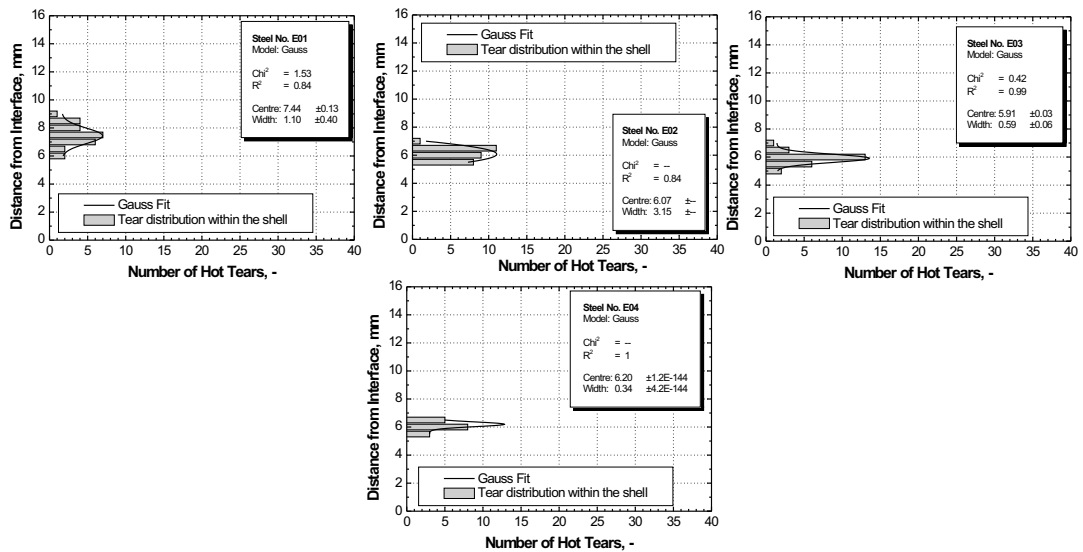 Steel No. E01
Model: Gauss
Chi² = 1.53
R² = 0.84
Centre: 7.44 ±0.13
Width: 1.10 ±0.40
Gauss Fit
Tear distribution within the shell
16
14
12
10
8
6
4
2
0
0 5 10 15 20 25 30 35 40
Distance from Interface, mm
Number of Hot Tears, -
Gauss Fit
Tear distribution within the shell
Steel No. E02
Model: Gauss
Chi² = --
R² = 0.84
Centre: 6.07 ±--
Width: 3.15 ±--
16
14
12
10
8
6
4
2
0
0 5 10 15 20 25 30 35 40
Distance from Interface, mm
Number of Hot Tears, -
Steel No. E03
Model: Gauss
Chi² = 0.42
R² = 0.99
Centre: 5.91 ±0.03
Width: 0.59 ±0.06
Gauss Fit
Tear distribution within the shell
16
14
12
10
8
6
4
2
0
0 5 10 15 20 25 30 35 40
Distance from Interface, mm
Number of Hot Tears, -
Steel No. E04
Model: Gauss
Chi² = --
R² = 1
Centre: 6.20 ±1.2E-144
Width: 0.34 ±4.2E-144
Gauss Fit
Tear distribution within the shell
16
14
12
10
8
6
4
2
0
0 5 10 15 20 25 30 35 40
Distance from Interface, mm
Number of Hot Tears, -